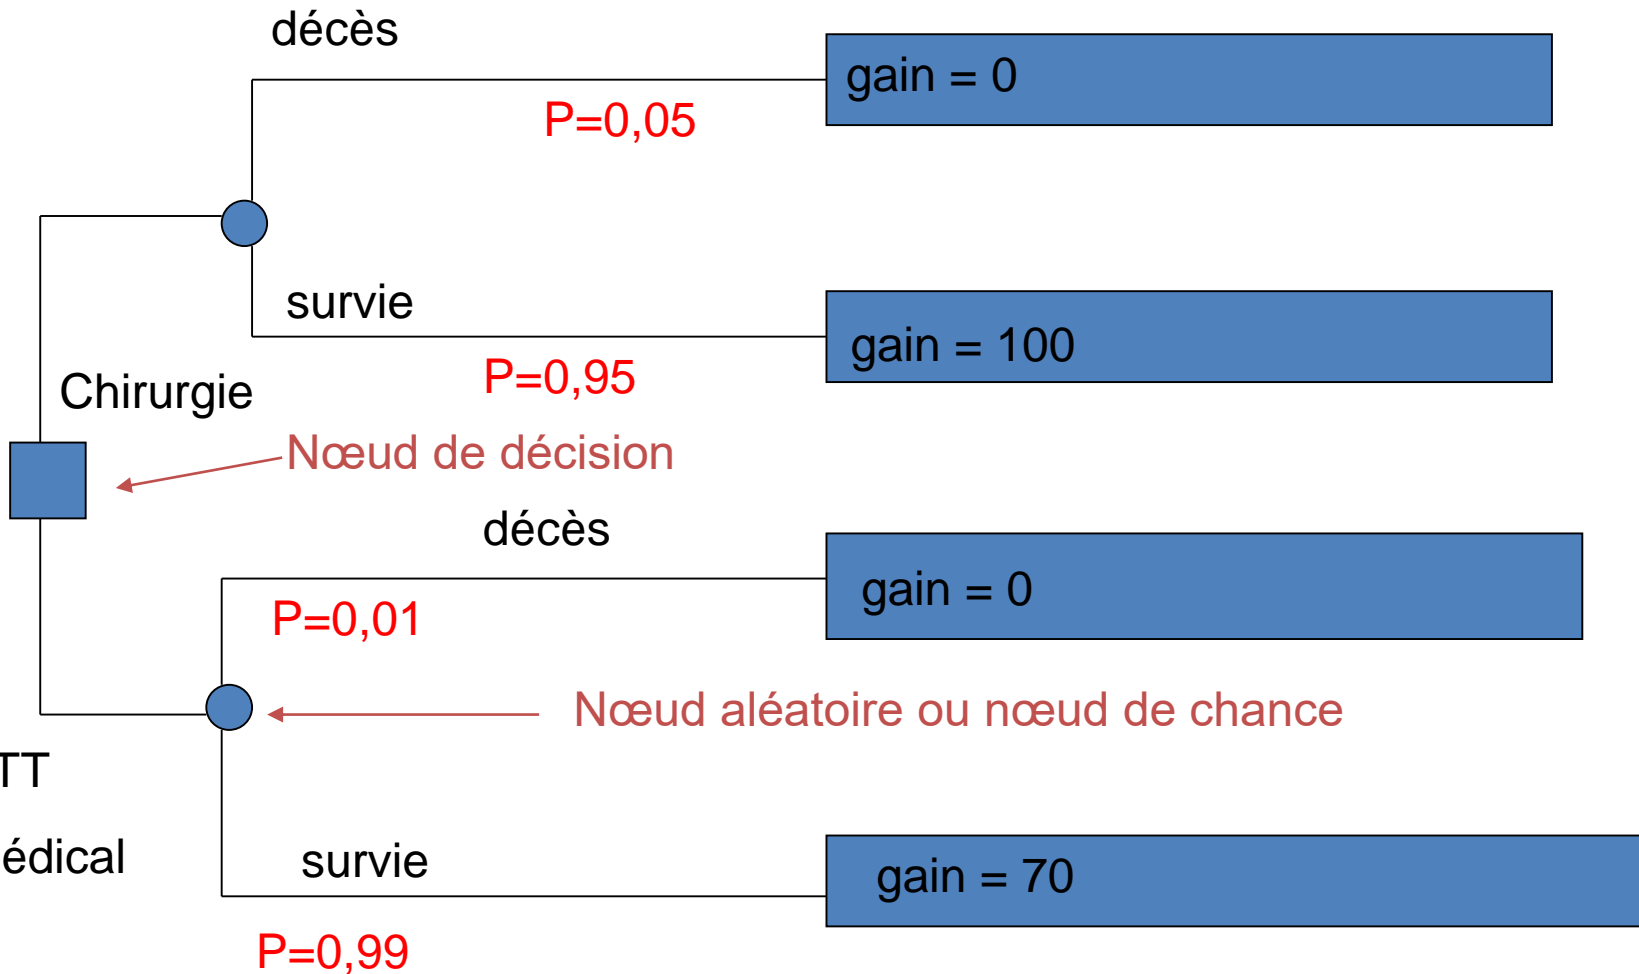 décès
gain = 0
P=0,05
survie
gain = 100
P=0,95
Chirurgie
Nœud de décision
décès
gain = 0
P=0,01
Nœud aléatoire ou nœud de chance
TT
édical
survie
gain = 70
P=0,99